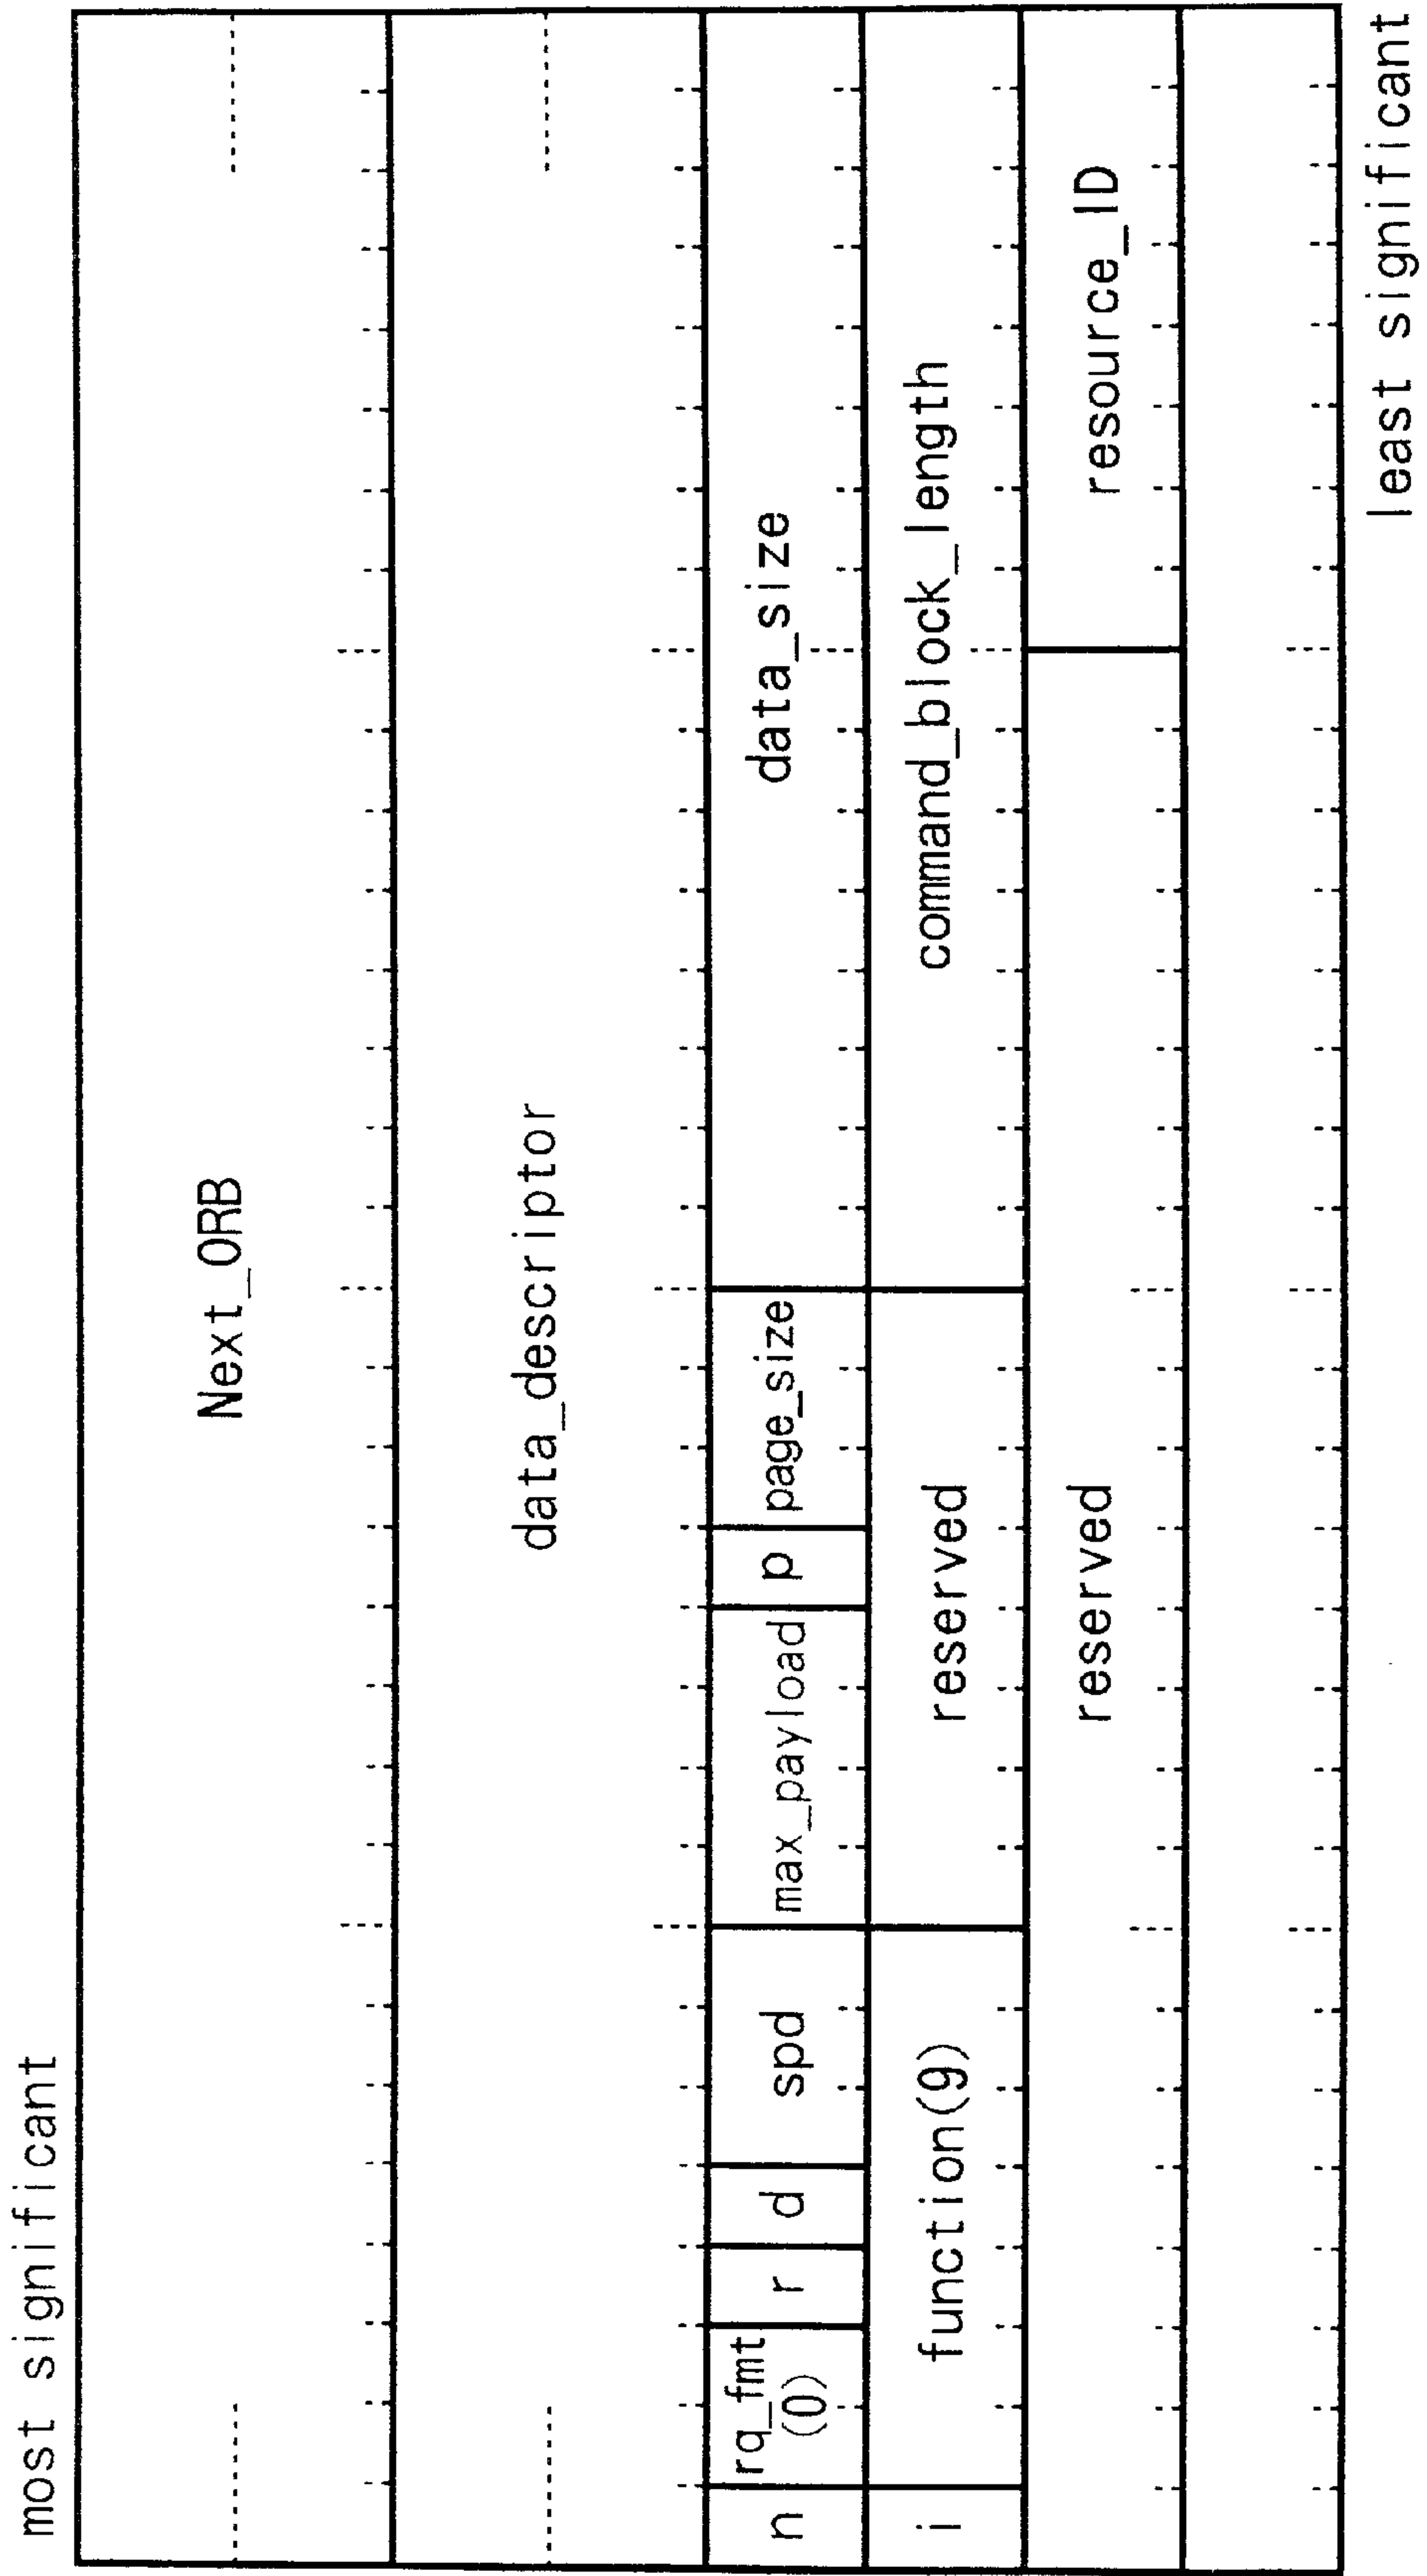 most significant
Next_ORB
data_descriptor
n
rq_fmt
(0)
r
d
spd
max_payload
p
page_size
data_size
i
function(9)
reserved
command_block_length
reserved
resource_ID
least significant